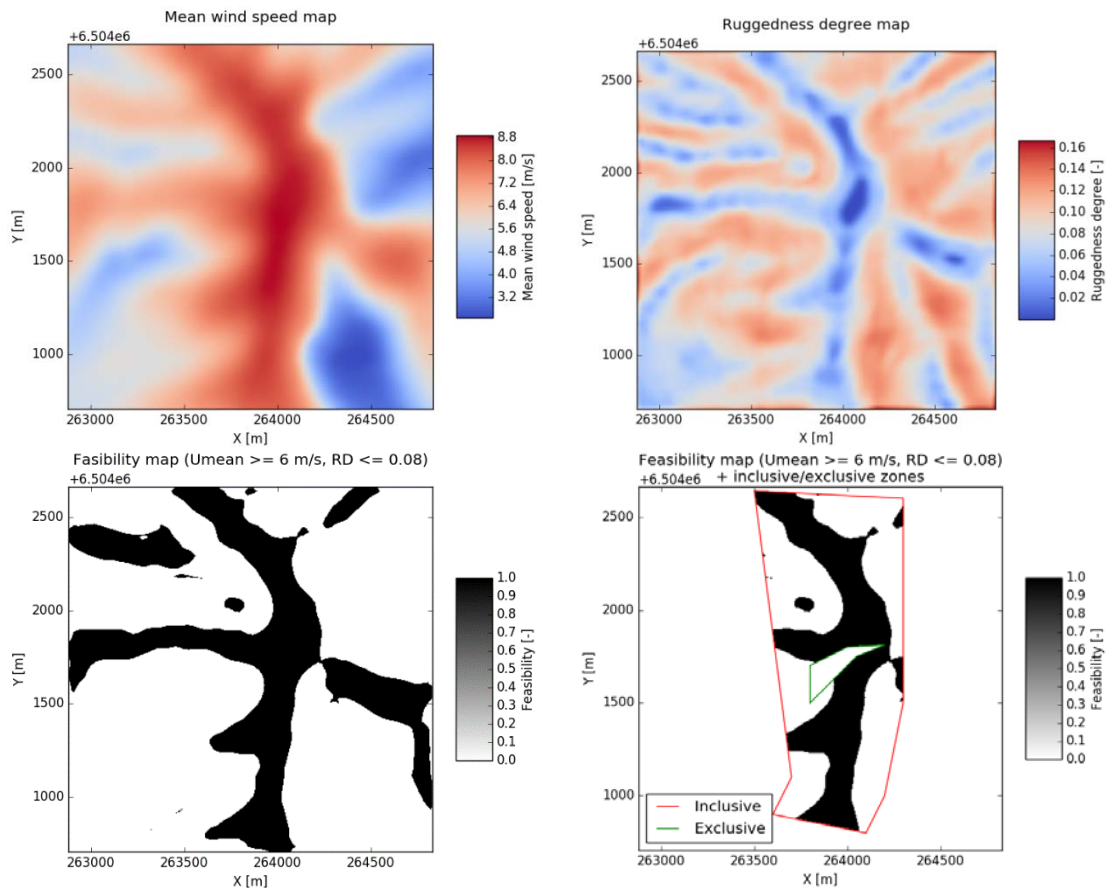 Mean wind speed map
+6.504e6
2500
2000
1500
1000
Y [m]
263000 263500 264000 264500
X [m]
8.8
8.0
7.2
6.4
5.6
4.8
4.0
3.2
Mean wind speed [m/s]
Ruggedness degree map
+6.504e6
2500
2000
1500
1000
Y [m]
263000 263500 264000 264500
X [m]
0.16
0.14
0.12
0.10
0.08
0.06
0.04
0.02
Ruggedness degree [-]
Fasibility map (Umean >= 6 m/s, RD <= 0.08)
+6.504e6
2500
2000
1500
1000
Y [m]
263000 263500 264000 264500
X [m]
1.0
0.9
0.8
0.7
0.6
0.5
0.4
0.3
0.2
0.1
0.0
Feasibility [-]
Feasibility map (Umean >= 6 m/s, RD <= 0.08)
+ inclusive/exclusive zones
+6.504e6
2500
2000
1500
1000
Y [m]
Inclusive
Exclusive
263000 263500 264000 264500
X [m]
1.0
0.9
0.8
0.7
0.6
0.5
0.4
0.3
0.2
0.1
0.0
Feasibility [-]